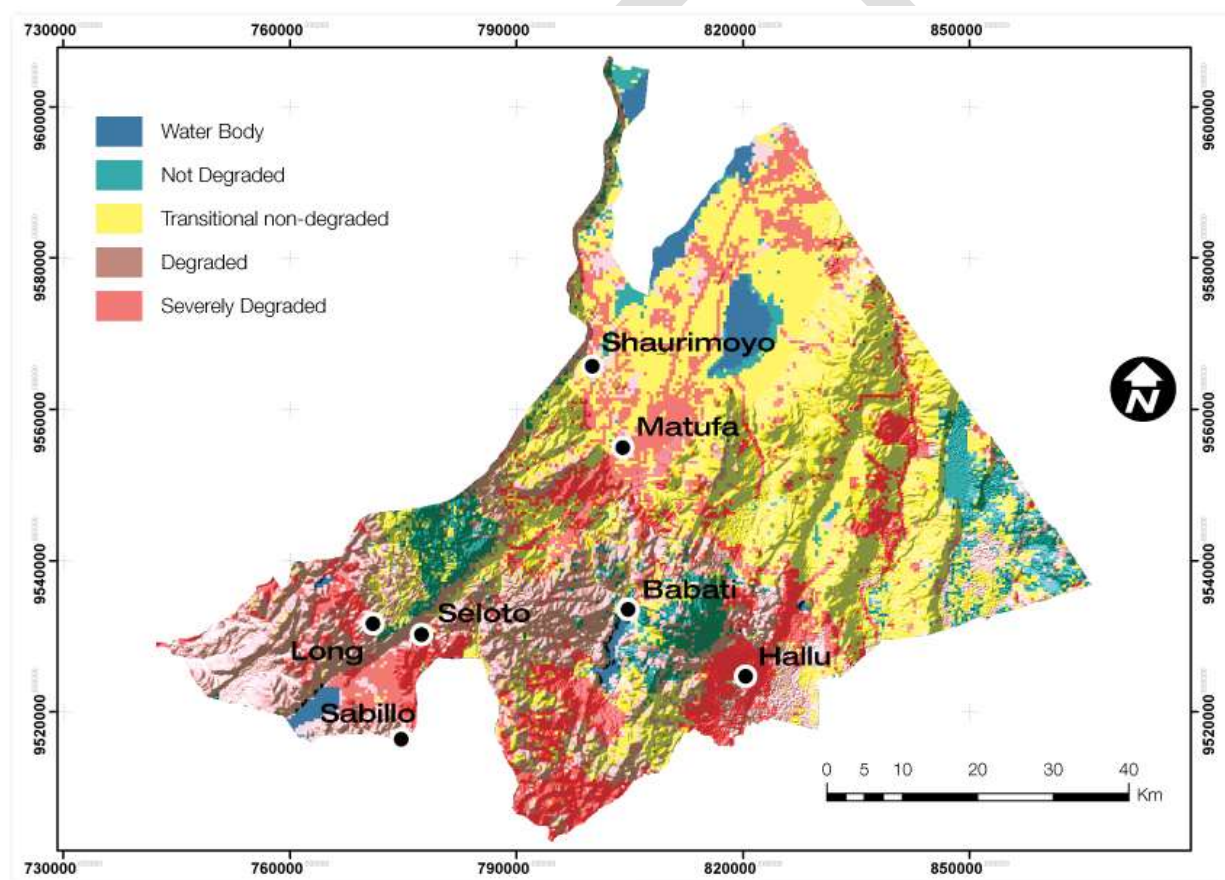 730000 760000 790000 820000 850000
9600000 9600000
Water Body
Not Degraded
Transitional non-degraded
Degraded
Severely Degraded
9580000 9580000
Shaurimoyo
N
9560000 9560000
Matufa
9540000 9540000
Babati
Seloto
Long
Hallu
Sabillo
9520000 9520000
0 5 10 20 30 40
Km
730000 760000 790000 820000 850000